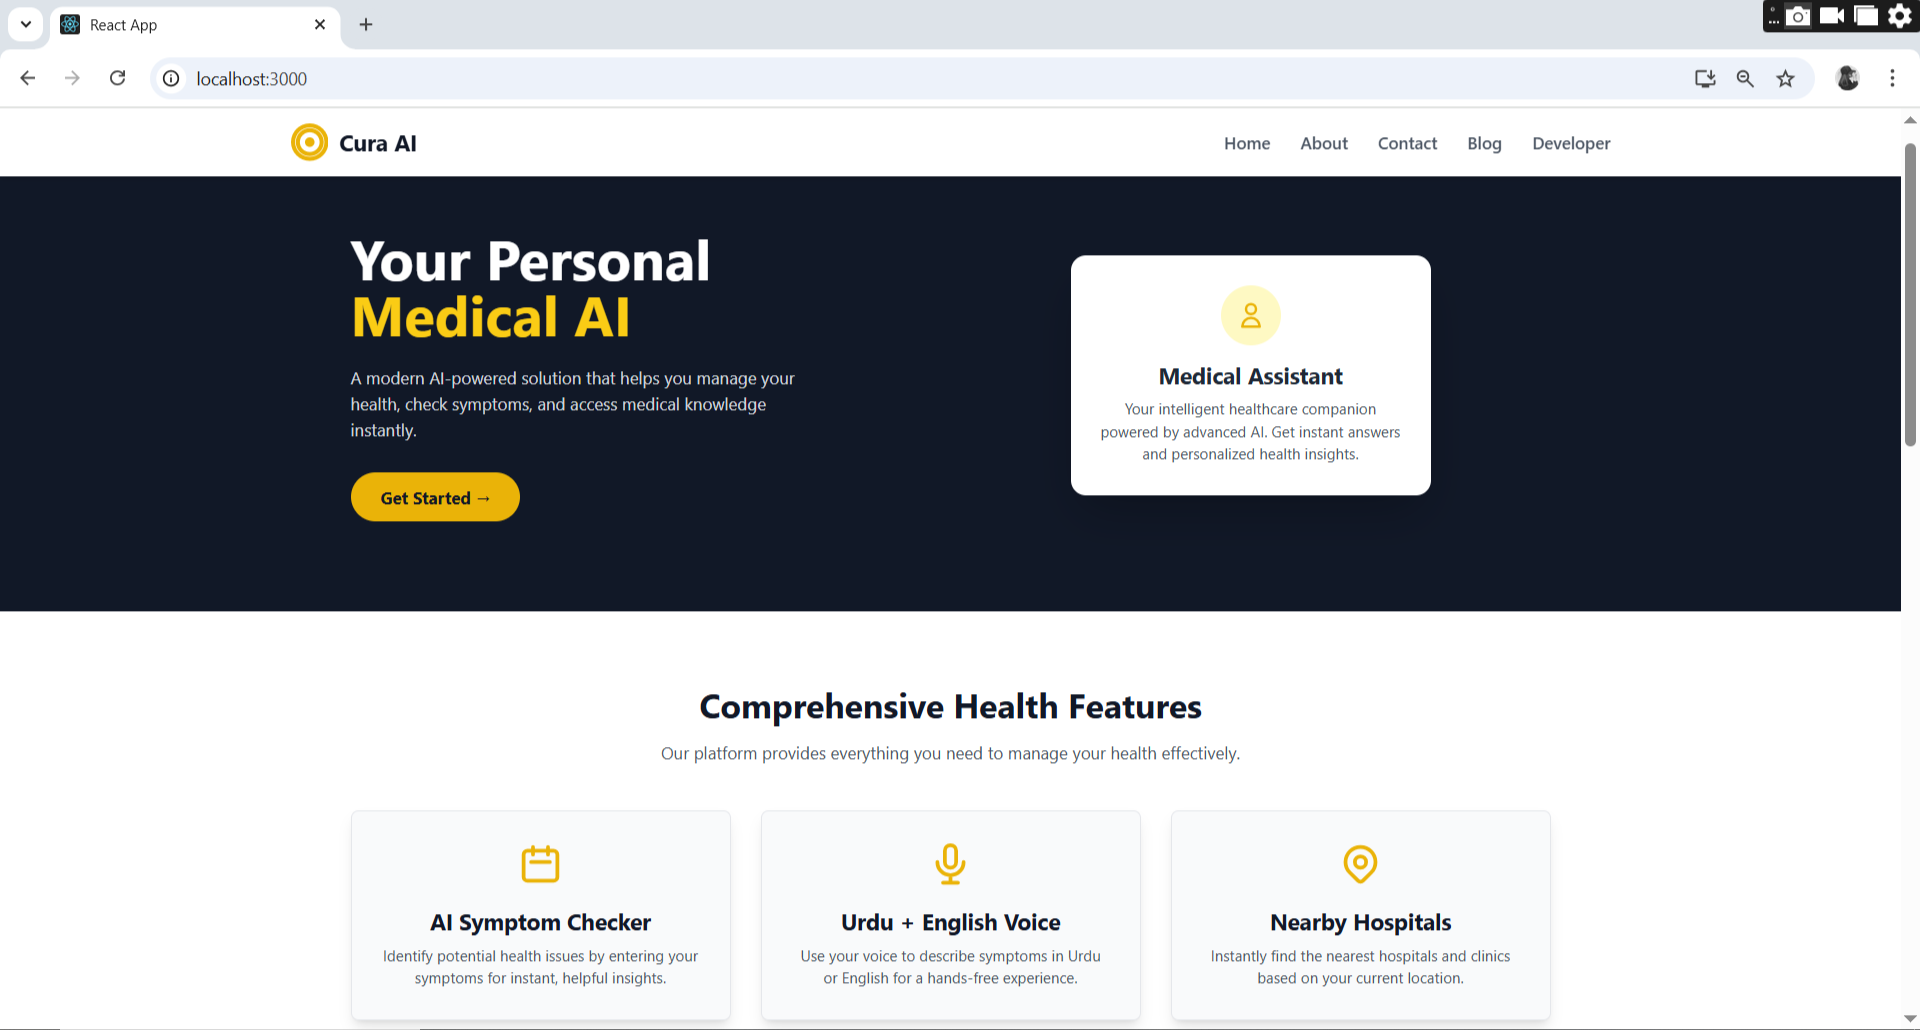 React App
localhost:3000
Cura AI
Home
About
Contact
Blog
Developer
Your Personal
Medical AI
A modern AI-powered solution that helps you manage your
health, check symptoms, and access medical knowledge
instantly.
Get Started →
Medical Assistant
Your intelligent healthcare companion
powered by advanced AI. Get instant answers
and personalized health insights.
Comprehensive Health Features
Our platform provides everything you need to manage your health effectively.
AI Symptom Checker
Identify potential health issues by entering your
symptoms for instant, helpful insights.
Urdu + English Voice
Use your voice to describe symptoms in Urdu
or English for a hands-free experience.
Nearby Hospitals
Instantly find the nearest hospitals and clinics
based on your current location.